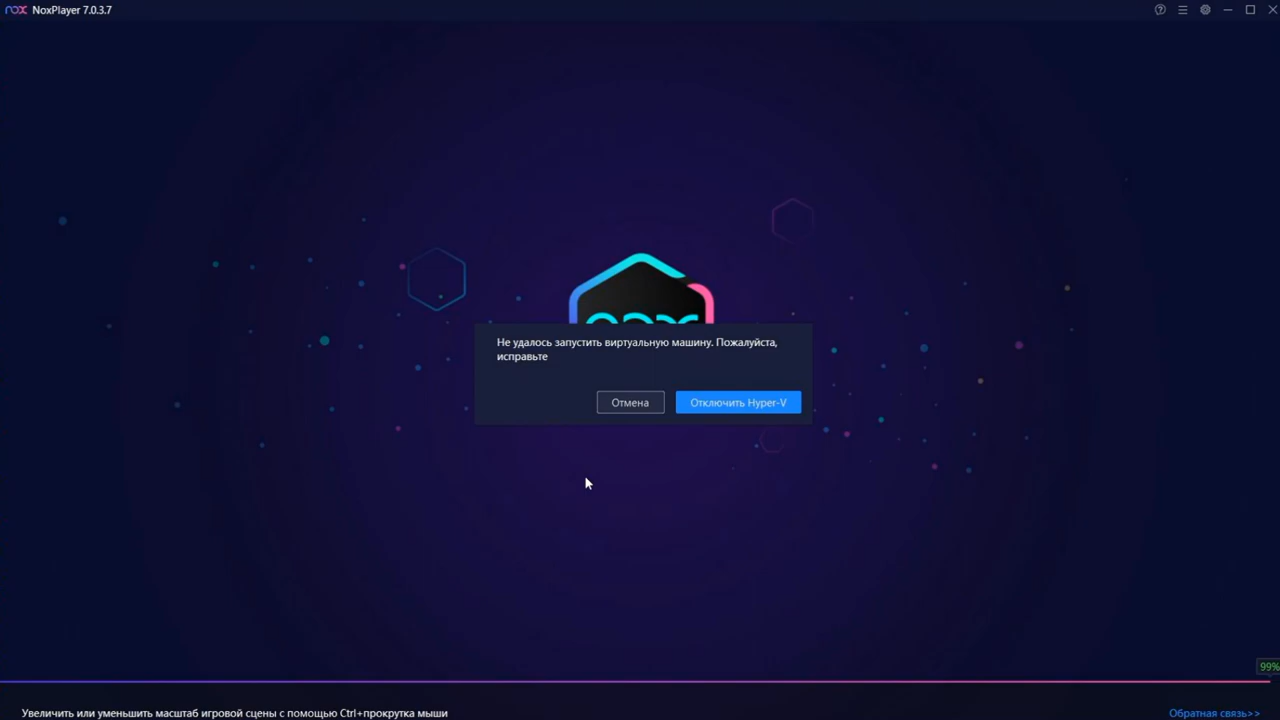 nox NoxPlayer 7.0.3.7
Не удалось запустить виртуальную машину. Пожалуйста,
исправьте
Отмена
Отключить Hyper-V
99%
Увеличить или уменьшить масштаб игровой сцены с помощью Ctrl+прокрутка мыши
Обратная связь>>